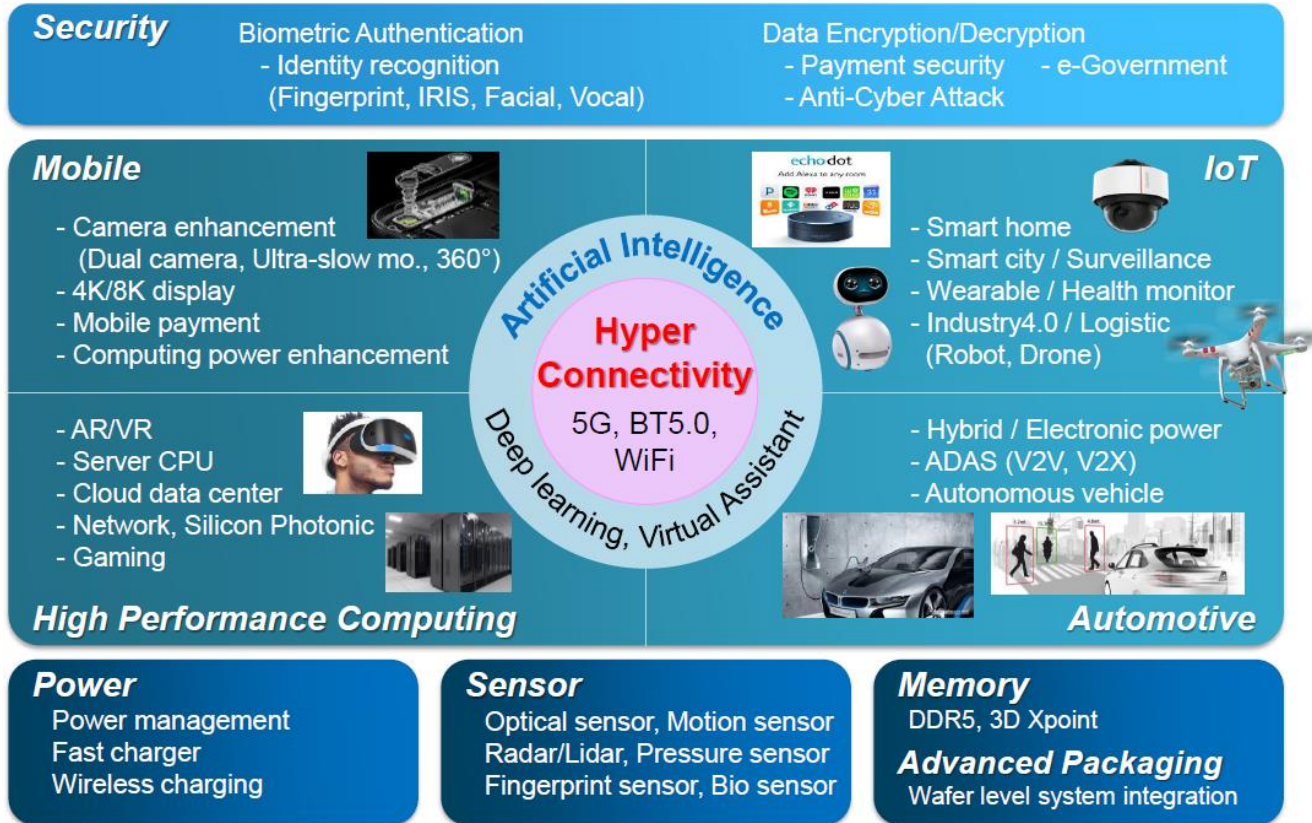 Security
Biometric Authentication
- Identity recognition
(Fingerprint, IRIS, Facial, Vocal)
Data Encryption/Decryption
- Payment security - e-Government
- Anti-Cyber Attack
Mobile
- Camera enhancement
(Dual camera, Ultra-slow mo., 360°)
- 4K/8K display
- Mobile payment
- Computing power enhancement
echo dot
Add Alexa to any room
IoT
- Smart home
- Smart city / Surveillance
- Wearable / Health monitor
- Industry4.0 / Logistic
(Robot, Drone)
Artificial Intelligence
Hyper
Connectivity
5G, BT5.0,
WiFi
Deep learning, Virtual Assistant
- AR/VR
- Server CPU
- Cloud data center
- Network, Silicon Photonic
- Gaming
High Performance Computing
- Hybrid / Electronic power
- ADAS (V2V, V2X)
- Autonomous vehicle
Automotive
Power
Power management
Fast charger
Wireless charging
Sensor
Optical sensor, Motion sensor
Radar/Lidar, Pressure sensor
Fingerprint sensor, Bio sensor
Memory
DDR5, 3D Xpoint
Advanced Packaging
Wafer level system integration